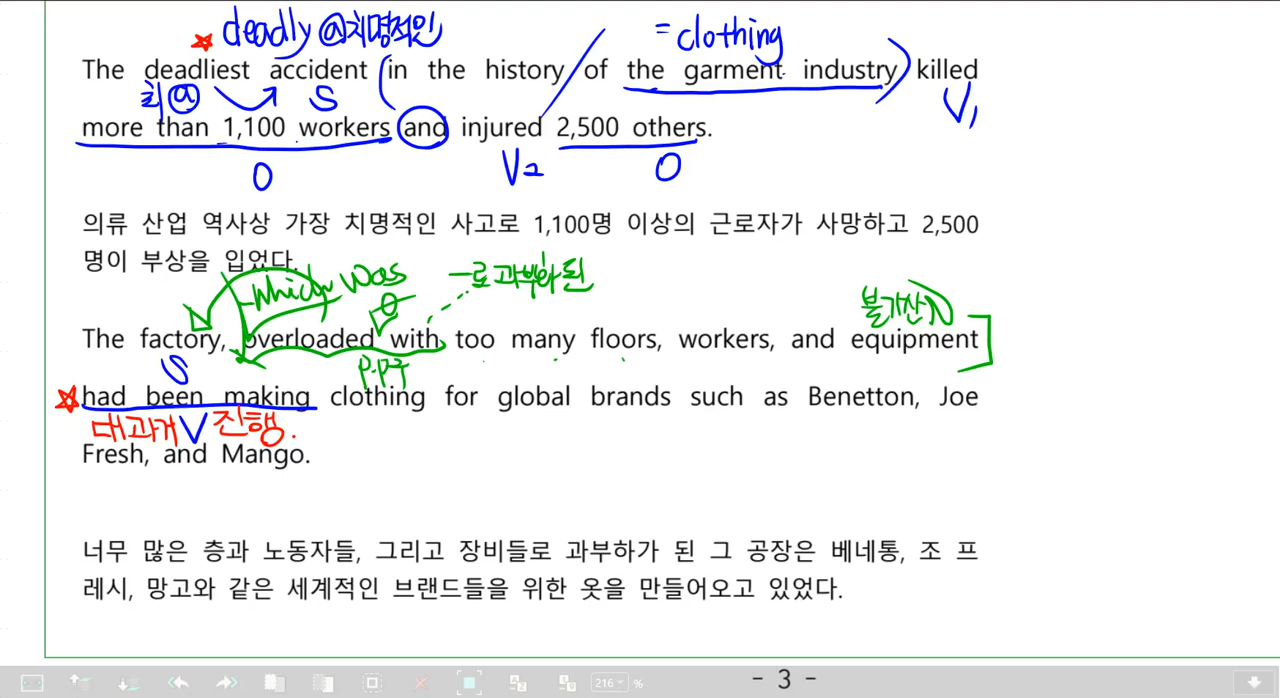 deadly ⓐ치명적인
= clothing
The deadliest accident (in the history of the garment industry) killed
최ⓐ S V₁
more than 1,100 workers and injured 2,500 others.
O V2 O
의류 산업 역사상 가장 치명적인 사고로 1,100명 이상의 근로자가 사망하고 2,500
명이 부상을 입었다.
which was ~로 과부하된
불가산N
The factory, overloaded with too many floors, workers, and equipment]
S p.p구
had been making clothing for global brands such as Benetton, Joe
대과거 V 진행.
Fresh, and Mango.
너무 많은 층과 노동자들, 그리고 장비들로 과부하가 된 그 공장은 베네통, 조 프
레시, 망고와 같은 세계적인 브랜드들을 위한 옷을 만들어오고 있었다.
216 %
- 3 -